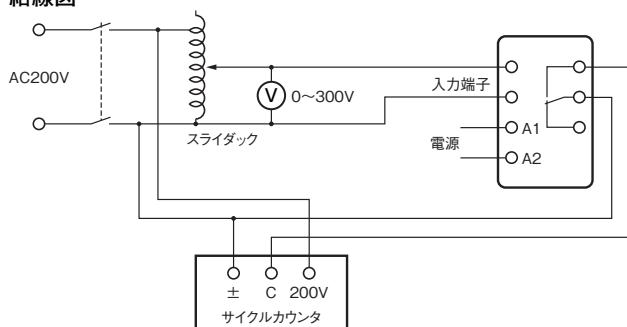 結線図
AC200V
V
0～300V
スライダック
入力端子
電源
A1
A2
± C 200V
サイクルカウンタ